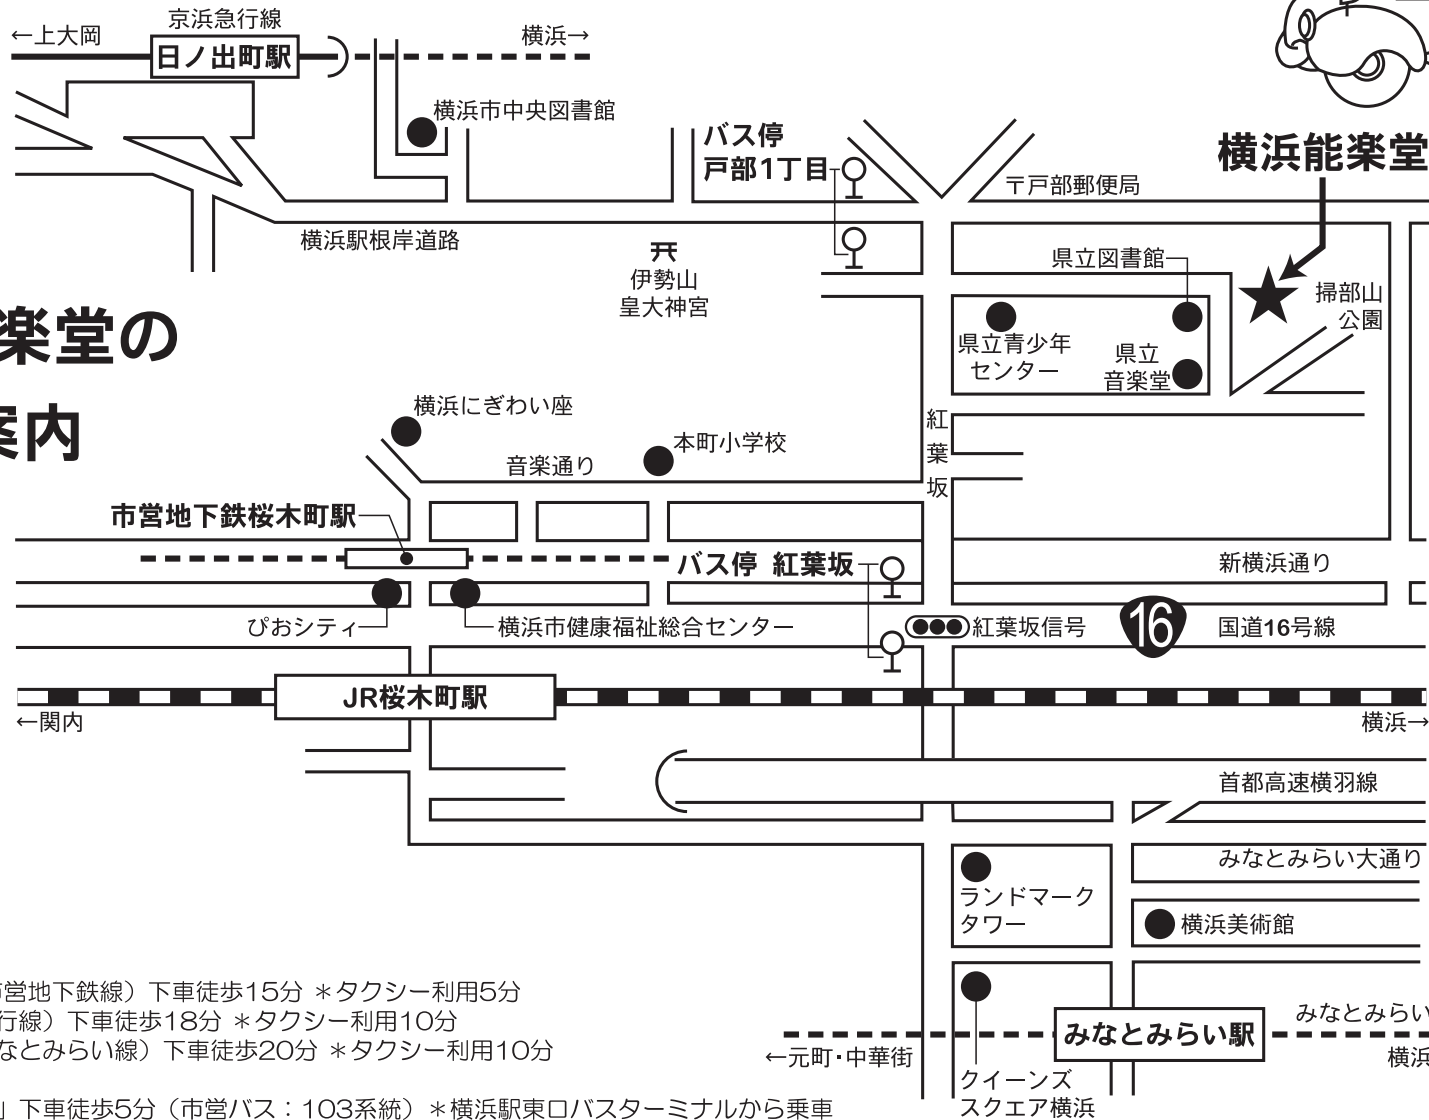 京浜急行線
←上大岡
日ノ出町駅
横浜→
横浜市中央図書館
バス停
戸部1丁目
横浜能楽堂
〒戸部郵便局
横浜駅根岸道路
伊勢山
皇大神宮
県立図書館
掃部山
公園
県立青少年
センター
県立
音楽堂
楽堂の
案内
横浜にぎわい座
本町小学校
音楽通り
紅
葉
坂
市営地下鉄桜木町駅
バス停 紅葉坂
新横浜通り
ぴおシティ
横浜市健康福祉総合センター
紅葉坂信号
16
国道16号線
JR桜木町駅
←関内
横浜→
首都高速横羽線
みなとみらい大通り
ランドマーク
タワー
横浜美術館
市営地下鉄線）下車徒歩15分 ＊タクシー利用5分
行線）下車徒歩18分 ＊タクシー利用10分
なとみらい線）下車徒歩20分 ＊タクシー利用10分
」下車徒歩5分（市営バス：103系統）＊横浜駅東口バスターミナルから乗車
みなとみらい
みなとみらい駅
←元町・中華街
横浜
クイーンズ
スクエア横浜